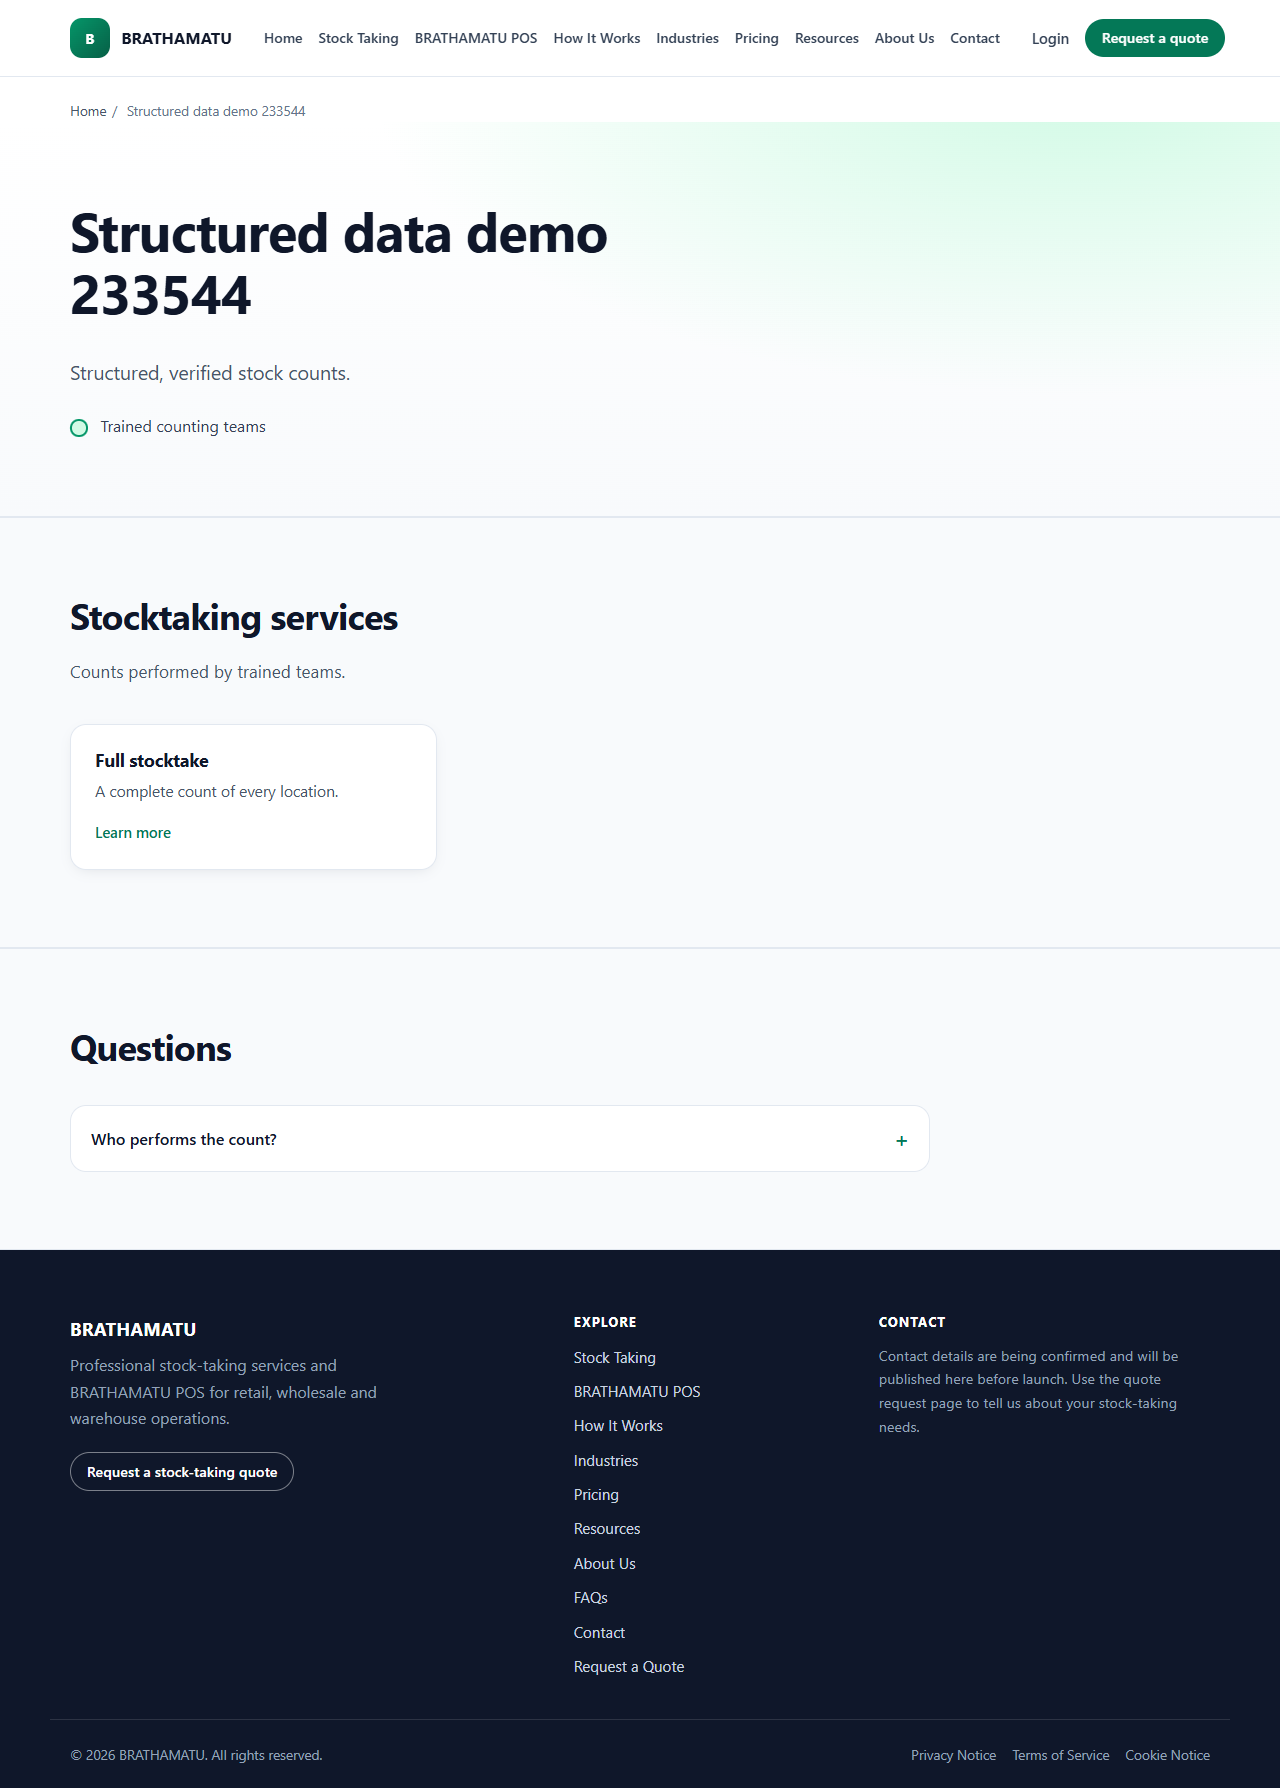 B BRATHAMATU Home Stock Taking BRATHAMATU POS How It Works Industries Pricing Resources About Us Contact Login Request a quote
Home / Structured data demo 233544
Structured data demo
233544
Structured, verified stock counts.
Trained counting teams
Stocktaking services
Counts performed by trained teams.
Full stocktake
A complete count of every location.
Learn more
Questions
Who performs the count? +
BRATHAMATU
Professional stock-taking services and
BRATHAMATU POS for retail, wholesale and
warehouse operations.
Request a stock-taking quote
EXPLORE
Stock Taking
BRATHAMATU POS
How It Works
Industries
Pricing
Resources
About Us
FAQs
Contact
Request a Quote
CONTACT
Contact details are being confirmed and will be
published here before launch. Use the quote
request page to tell us about your stock-taking
needs.
© 2026 BRATHAMATU. All rights reserved.
Privacy Notice Terms of Service Cookie Notice